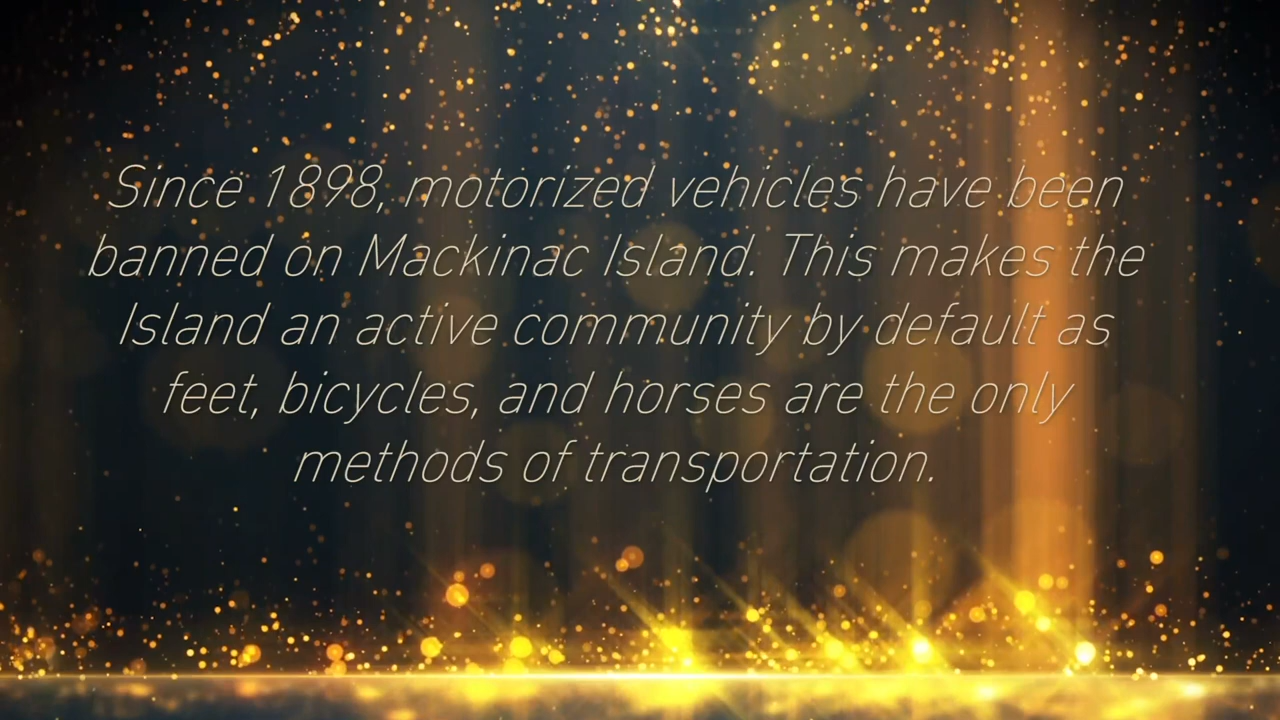 Since 1898, motorized vehicles have been
banned on Mackinac Island. This makes the
Island an active community by default as
feet, bicycles, and horses are the only
methods of transportation.